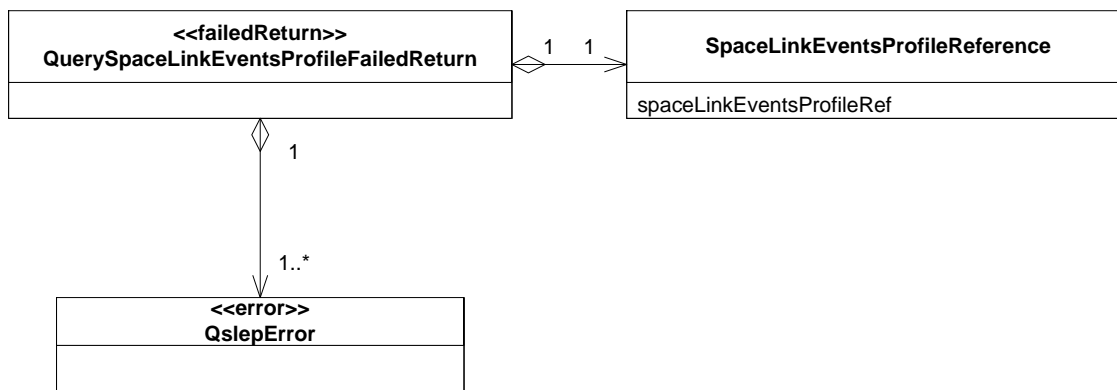 <<failedReturn>>
QuerySpaceLinkEventsProfileFailedReturn
1
1
SpaceLinkEventsProfileReference
spaceLinkEventsProfileRef
1
1..*
<<error>>
QslepError